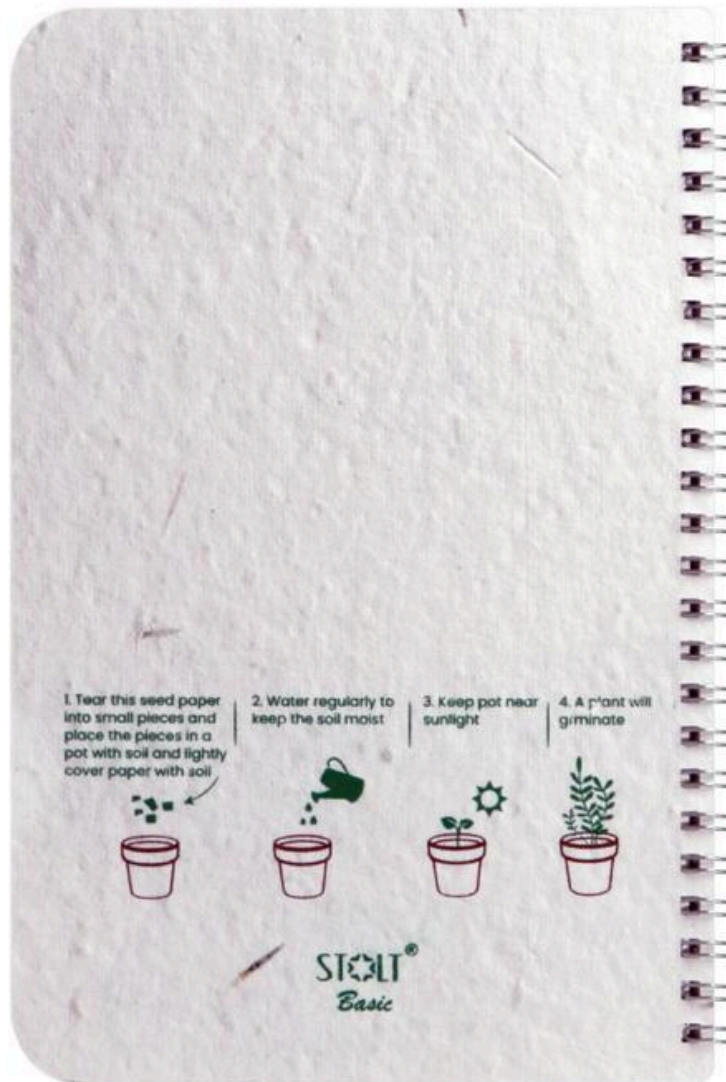 1. Tear this seed paper
into small pieces and
place the pieces in a
pot with soil and lightly
cover paper with soil
2. Water regularly to
keep the soil moist
3. Keep pot near
sunlight
4. A plant will
girminate
STOLT®
Basic